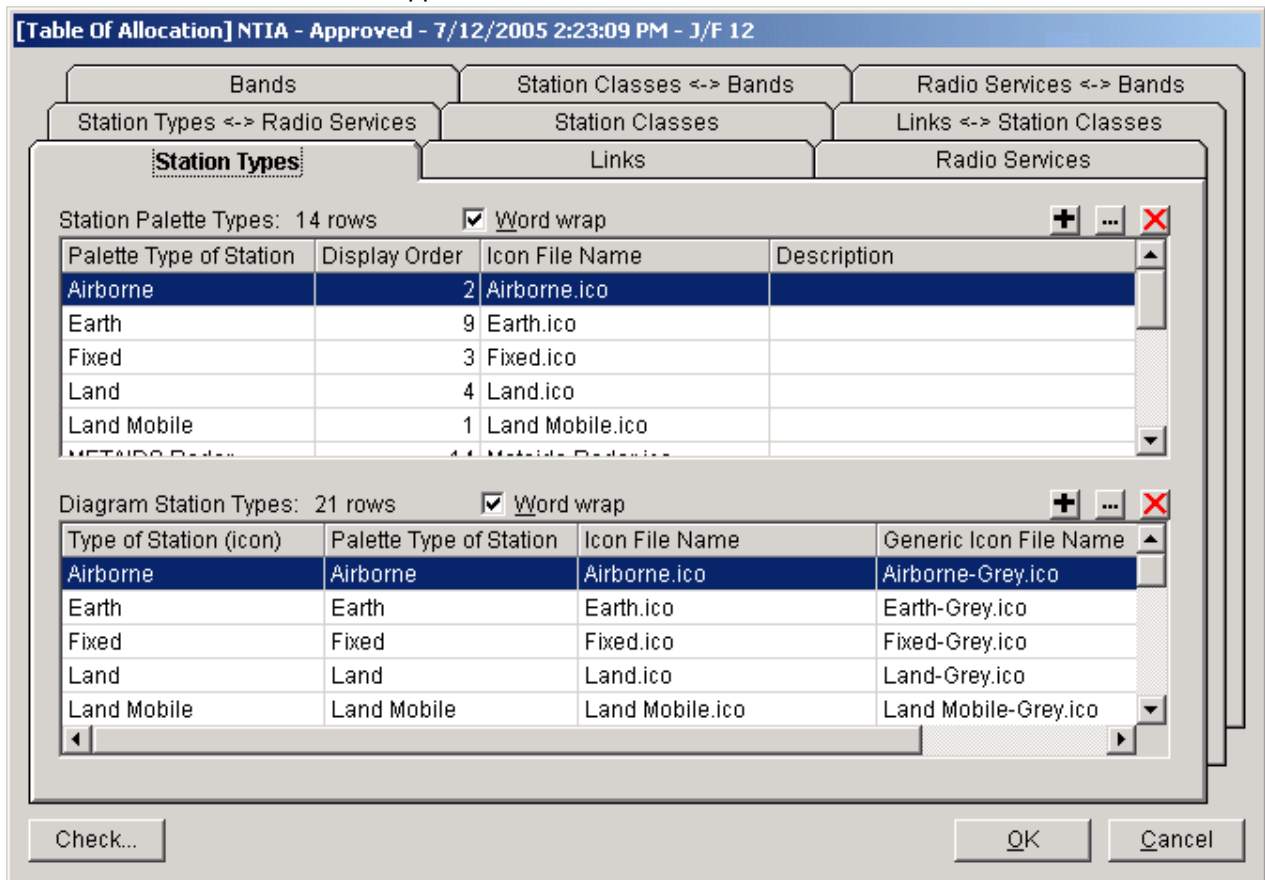 [Table Of Allocation] NTIA - Approved - 7/12/2005 2:23:09 PM - J/F 12
Bands Station Classes <-> Bands Radio Services <-> Bands
Station Types <-> Radio Services Station Classes Links <-> Station Classes
Station Types Links Radio Services
Station Palette Types: 14 rows Word wrap
Palette Type of Station Display Order Icon File Name Description
Airborne 2 Airborne.ico
Earth 9 Earth.ico
Fixed 3 Fixed.ico
Land 4 Land.ico
Land Mobile 1 Land Mobile.ico
Diagram Station Types: 21 rows Word wrap
Type of Station (icon) Palette Type of Station Icon File Name Generic Icon File Name
Airborne Airborne Airborne.ico Airborne-Grey.ico
Earth Earth Earth.ico Earth-Grey.ico
Fixed Fixed Fixed.ico Fixed-Grey.ico
Land Land Land.ico Land-Grey.ico
Land Mobile Land Mobile Land Mobile.ico Land Mobile-Grey.ico
Check... OK Cancel